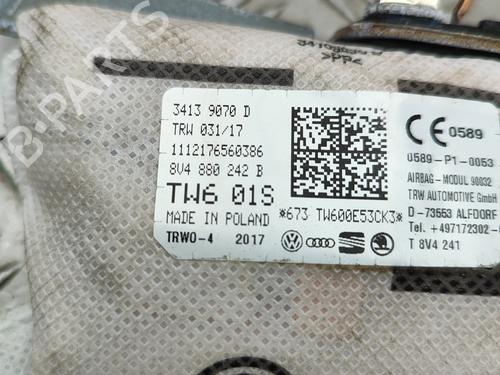 >PP<
3413 9070 D
TRW 031/17
1112176560386
8V4 880 242 B
TW6 01S
MADE IN POLAND
TRWO-4 2017
*673 TW600E53CK3*
CE 0589
0589-P1-0053
AIRBAG-MODUL 90032
TRW AUTOMOTIVE GmbH
D-73553 ALFDORF
Tel. +497172302-
T 8V4 241